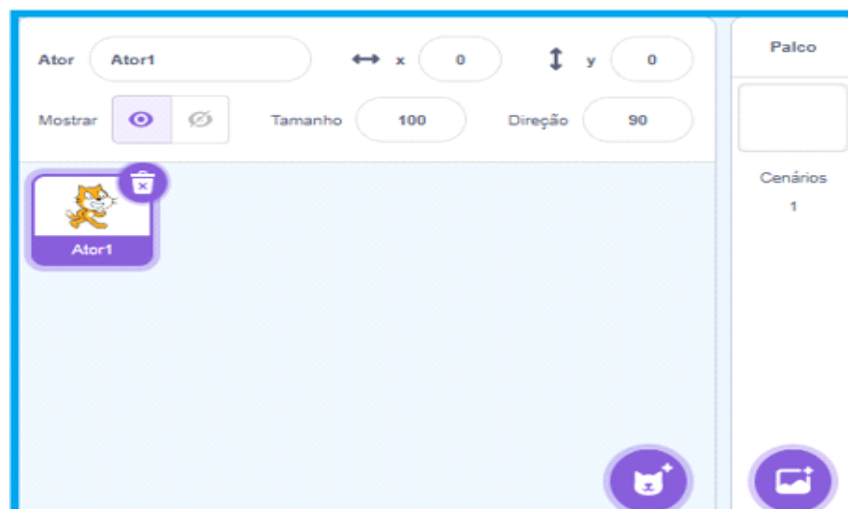 Ator Ator1 x 0 y 0
Mostrar Tamanho 100 Direção 90
Ator1
Palco
Cenários
1